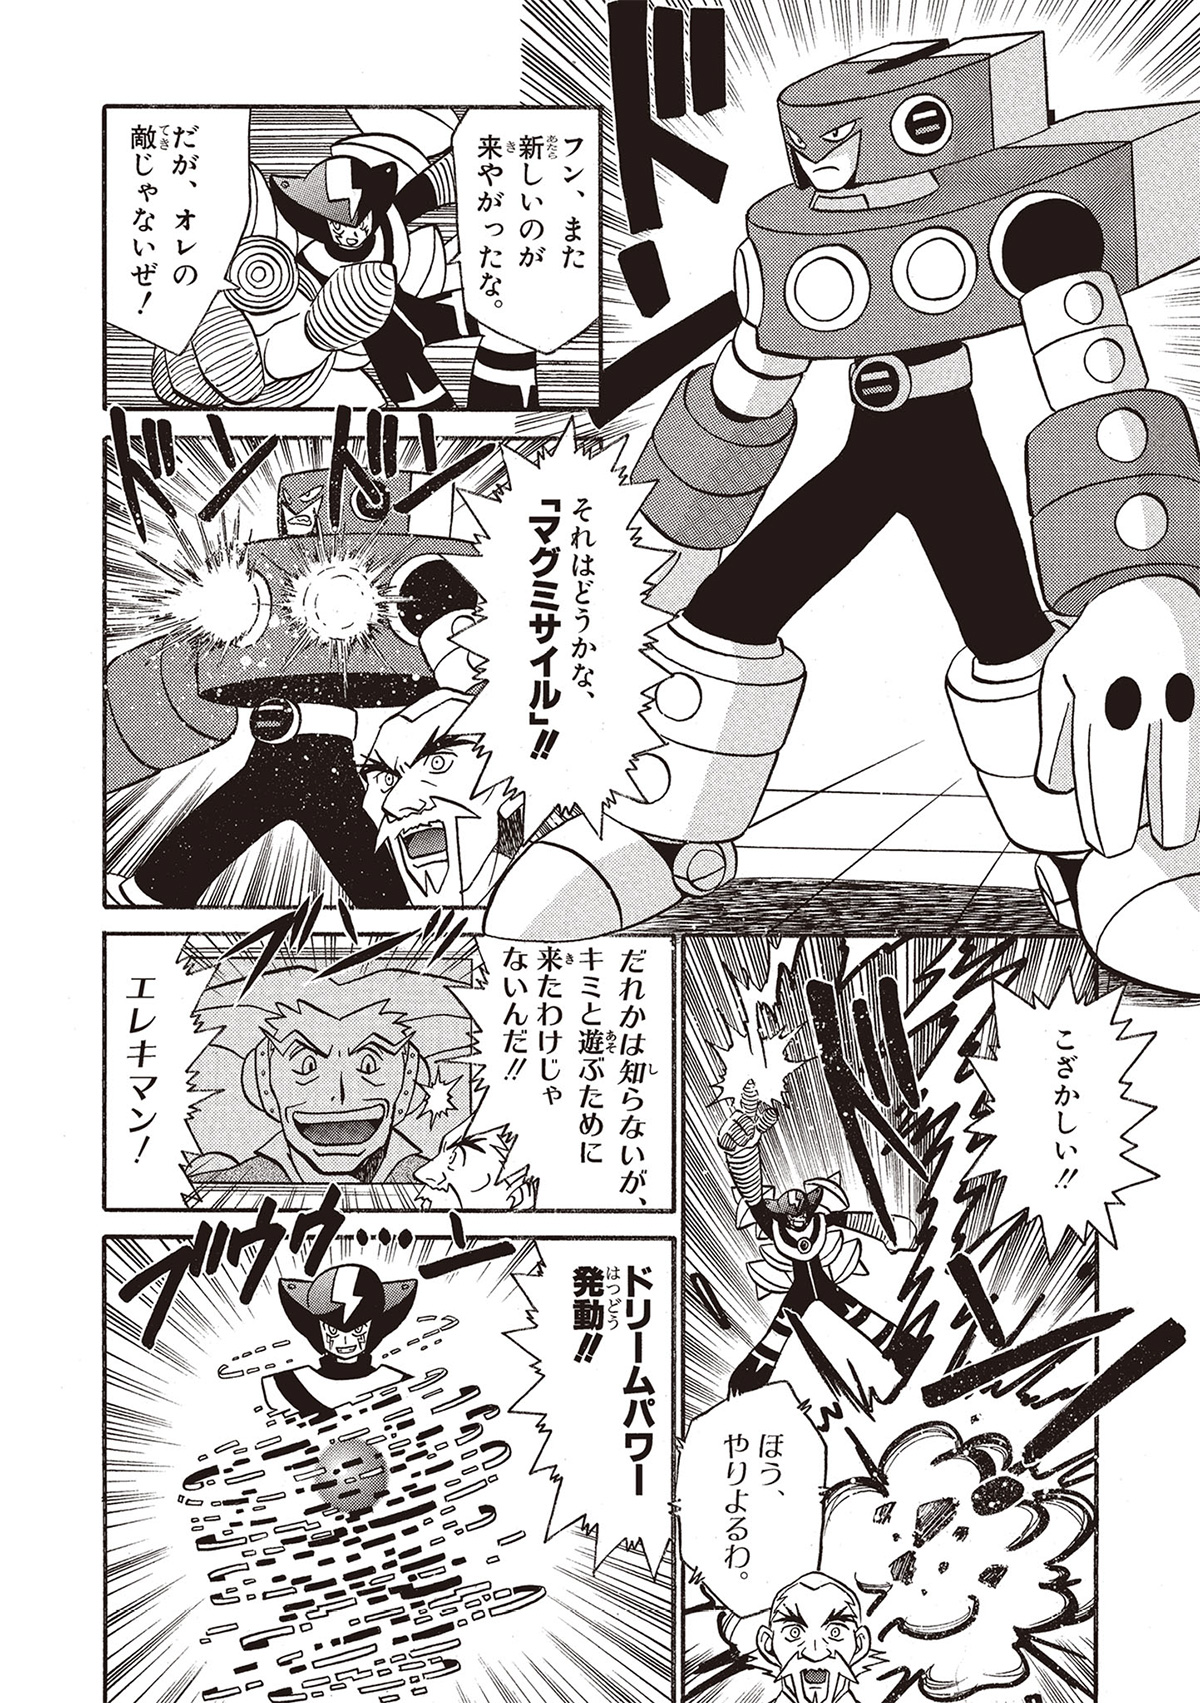 ドン
フン、また
新しいのが
来やがったな。
だが、オレの
敵じゃないぜ！
ドン
ドン
それはどうかな、
「マグミサイル」!!
こざかしい!!
ドドドド
ほう、
やりよるわ。
だれかは知らないが、
キミと遊ぶために
来たわけじゃ
ないんだ!!
エレキマン！
ドリームパワー
発動!!
ブウウ…ン